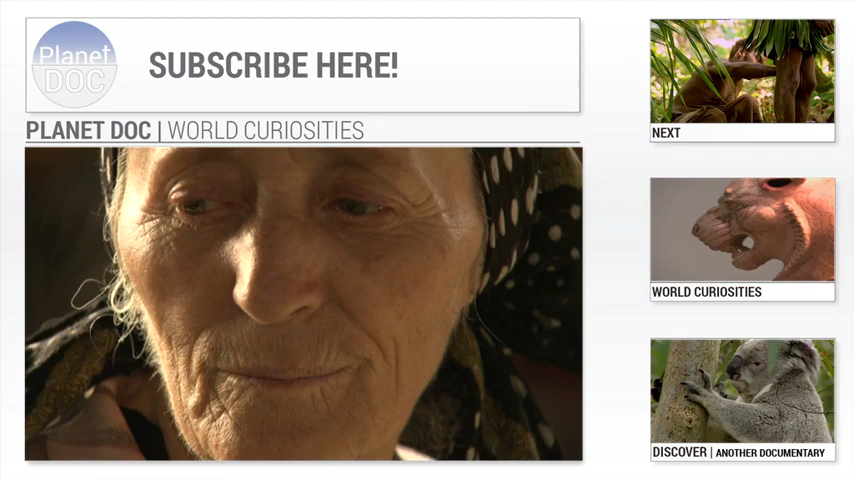 Planet
DOC
SUBSCRIBE HERE!
PLANET DOC | WORLD CURIOSITIES
NEXT
WORLD CURIOSITIES
DISCOVER | ANOTHER DOCUMENTARY